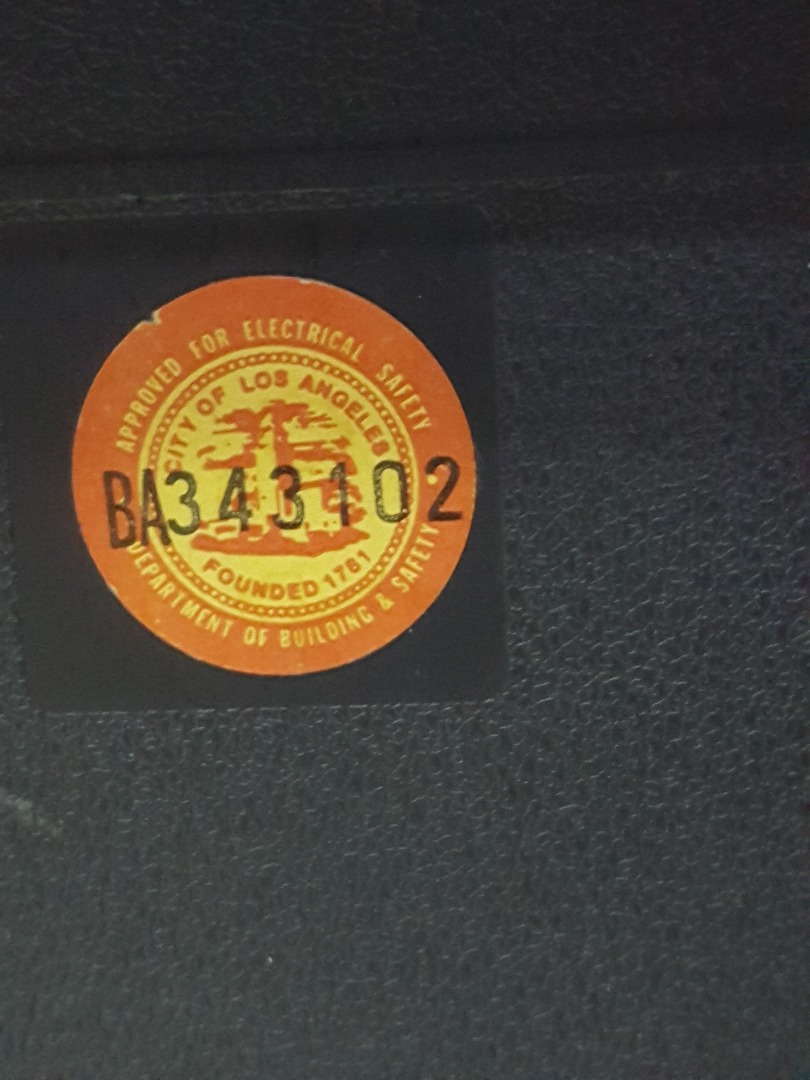 APPROVED FOR ELECTRICAL SAFETY
CITY OF LOS ANGELES
BA343102
FOUNDED 1781
DEPARTMENT OF BUILDING & SAFETY